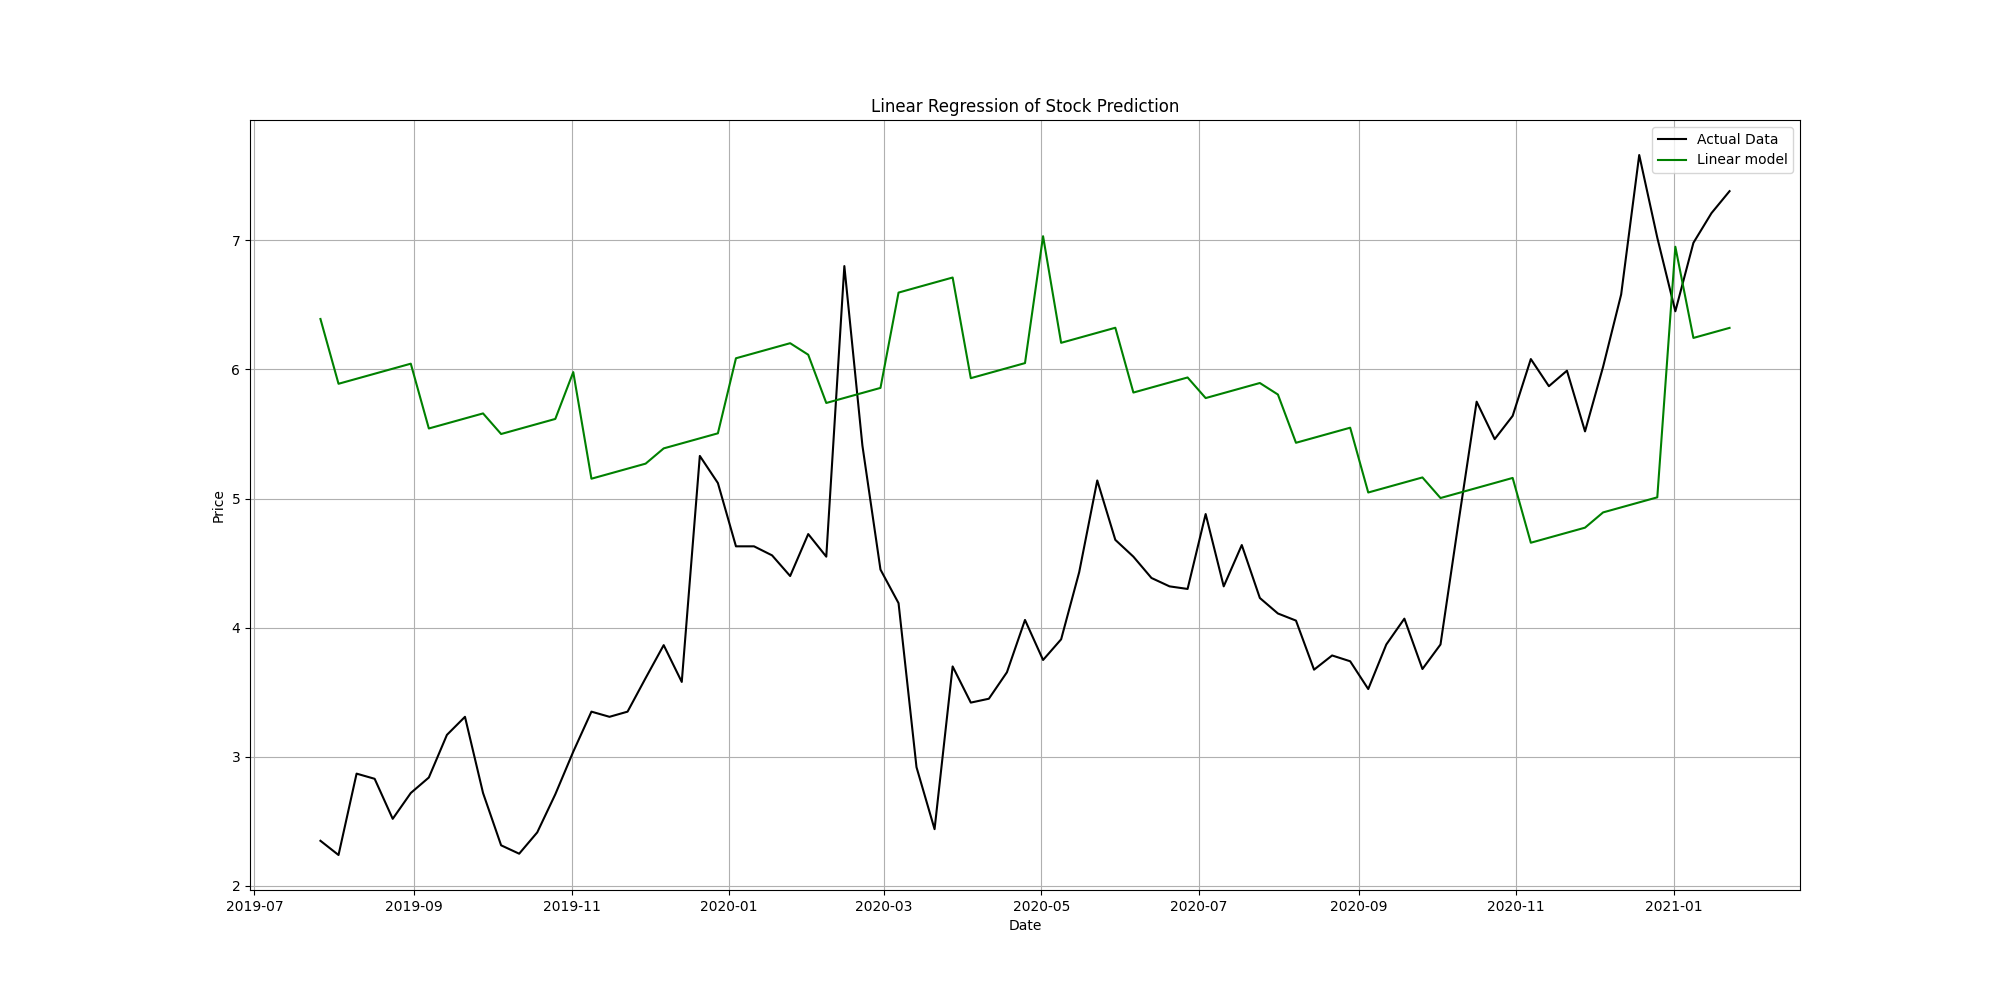 Linear Regression of Stock Prediction
Actual Data
Linear model
7
6
5
4
3
2
Price
2019-07 2019-09 2019-11 2020-01 2020-03 2020-05 2020-07 2020-09 2020-11 2021-01
Date